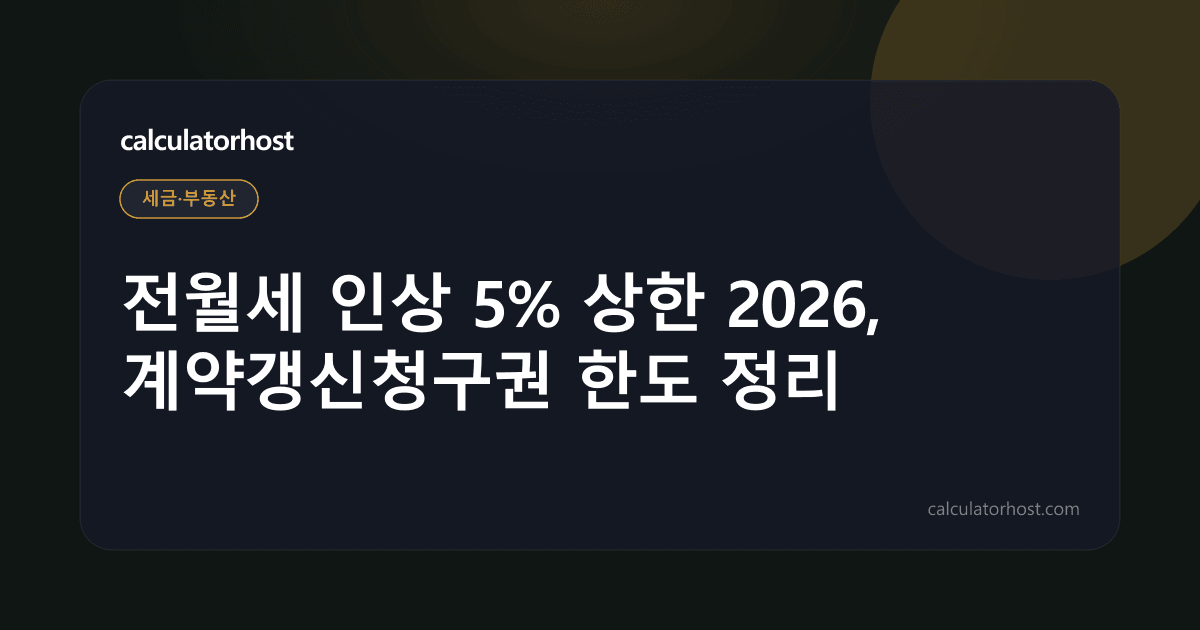 calculatorhost
세금·부동산
전월세 인상 5% 상한 2026,
계약갱신청구권 한도 정리
calculatorhost.com